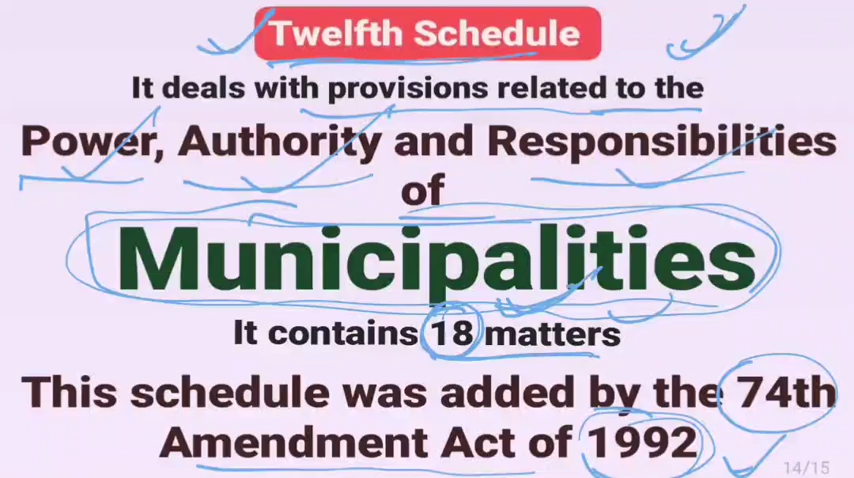 Twelfth Schedule
It deals with provisions related to the
Power, Authority and Responsibilities
of
Municipalities
It contains 18 matters
This schedule was added by the 74th
Amendment Act of 1992
14/15